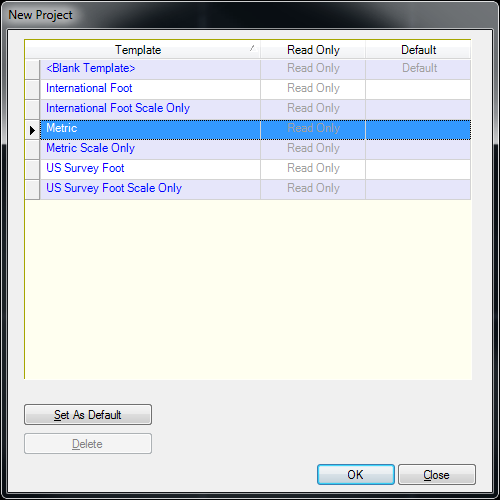 New Project
Template Read Only Default
<Blank Template> Read Only Default
International Foot Read Only
International Foot Scale Only Read Only
Metric Read Only
Metric Scale Only Read Only
US Survey Foot Read Only
US Survey Foot Scale Only Read Only
Set As Default
Delete
OK Close